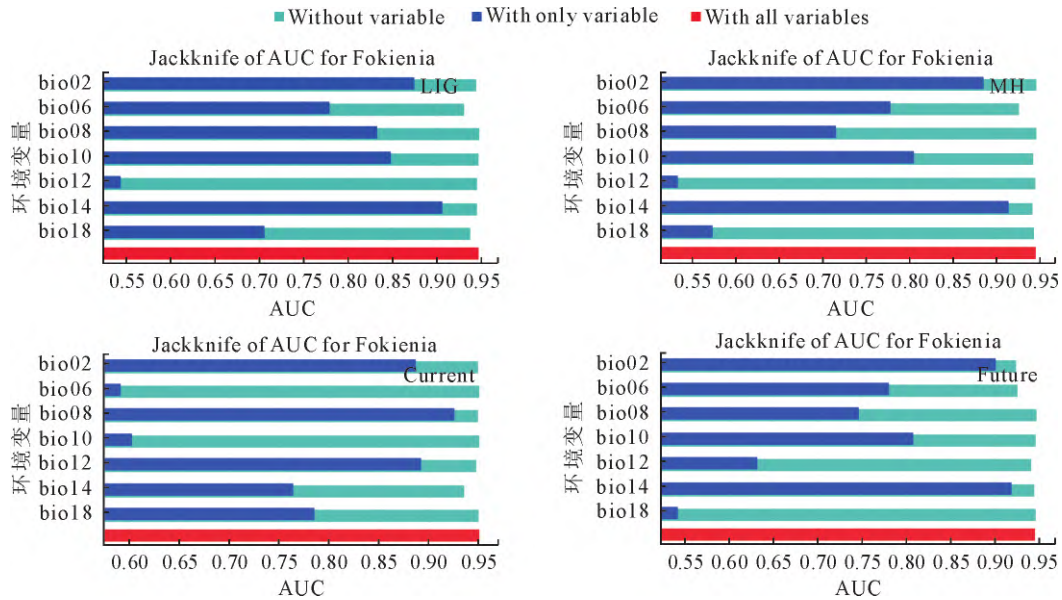 Without variable With only variable With all variables
Jackknife of AUC for Fokienia
LIG
环境变量
bio02
bio06
bio08
bio10
bio12
bio14
bio18
0.55 0.60 0.65 0.70 0.75 0.80 0.85 0.90 0.95
AUC
Jackknife of AUC for Fokienia
MH
环境变量
bio02
bio06
bio08
bio10
bio12
bio14
bio18
0.55 0.60 0.65 0.70 0.75 0.80 0.85 0.90 0.95
AUC
Jackknife of AUC for Fokienia
Current
环境变量
bio02
bio06
bio08
bio10
bio12
bio14
bio18
0.60 0.65 0.70 0.75 0.80 0.85 0.90 0.95
AUC
Jackknife of AUC for Fokienia
Future
环境变量
bio02
bio06
bio08
bio10
bio12
bio14
bio18
0.55 0.60 0.65 0.70 0.75 0.80 0.85 0.90 0.95
AUC